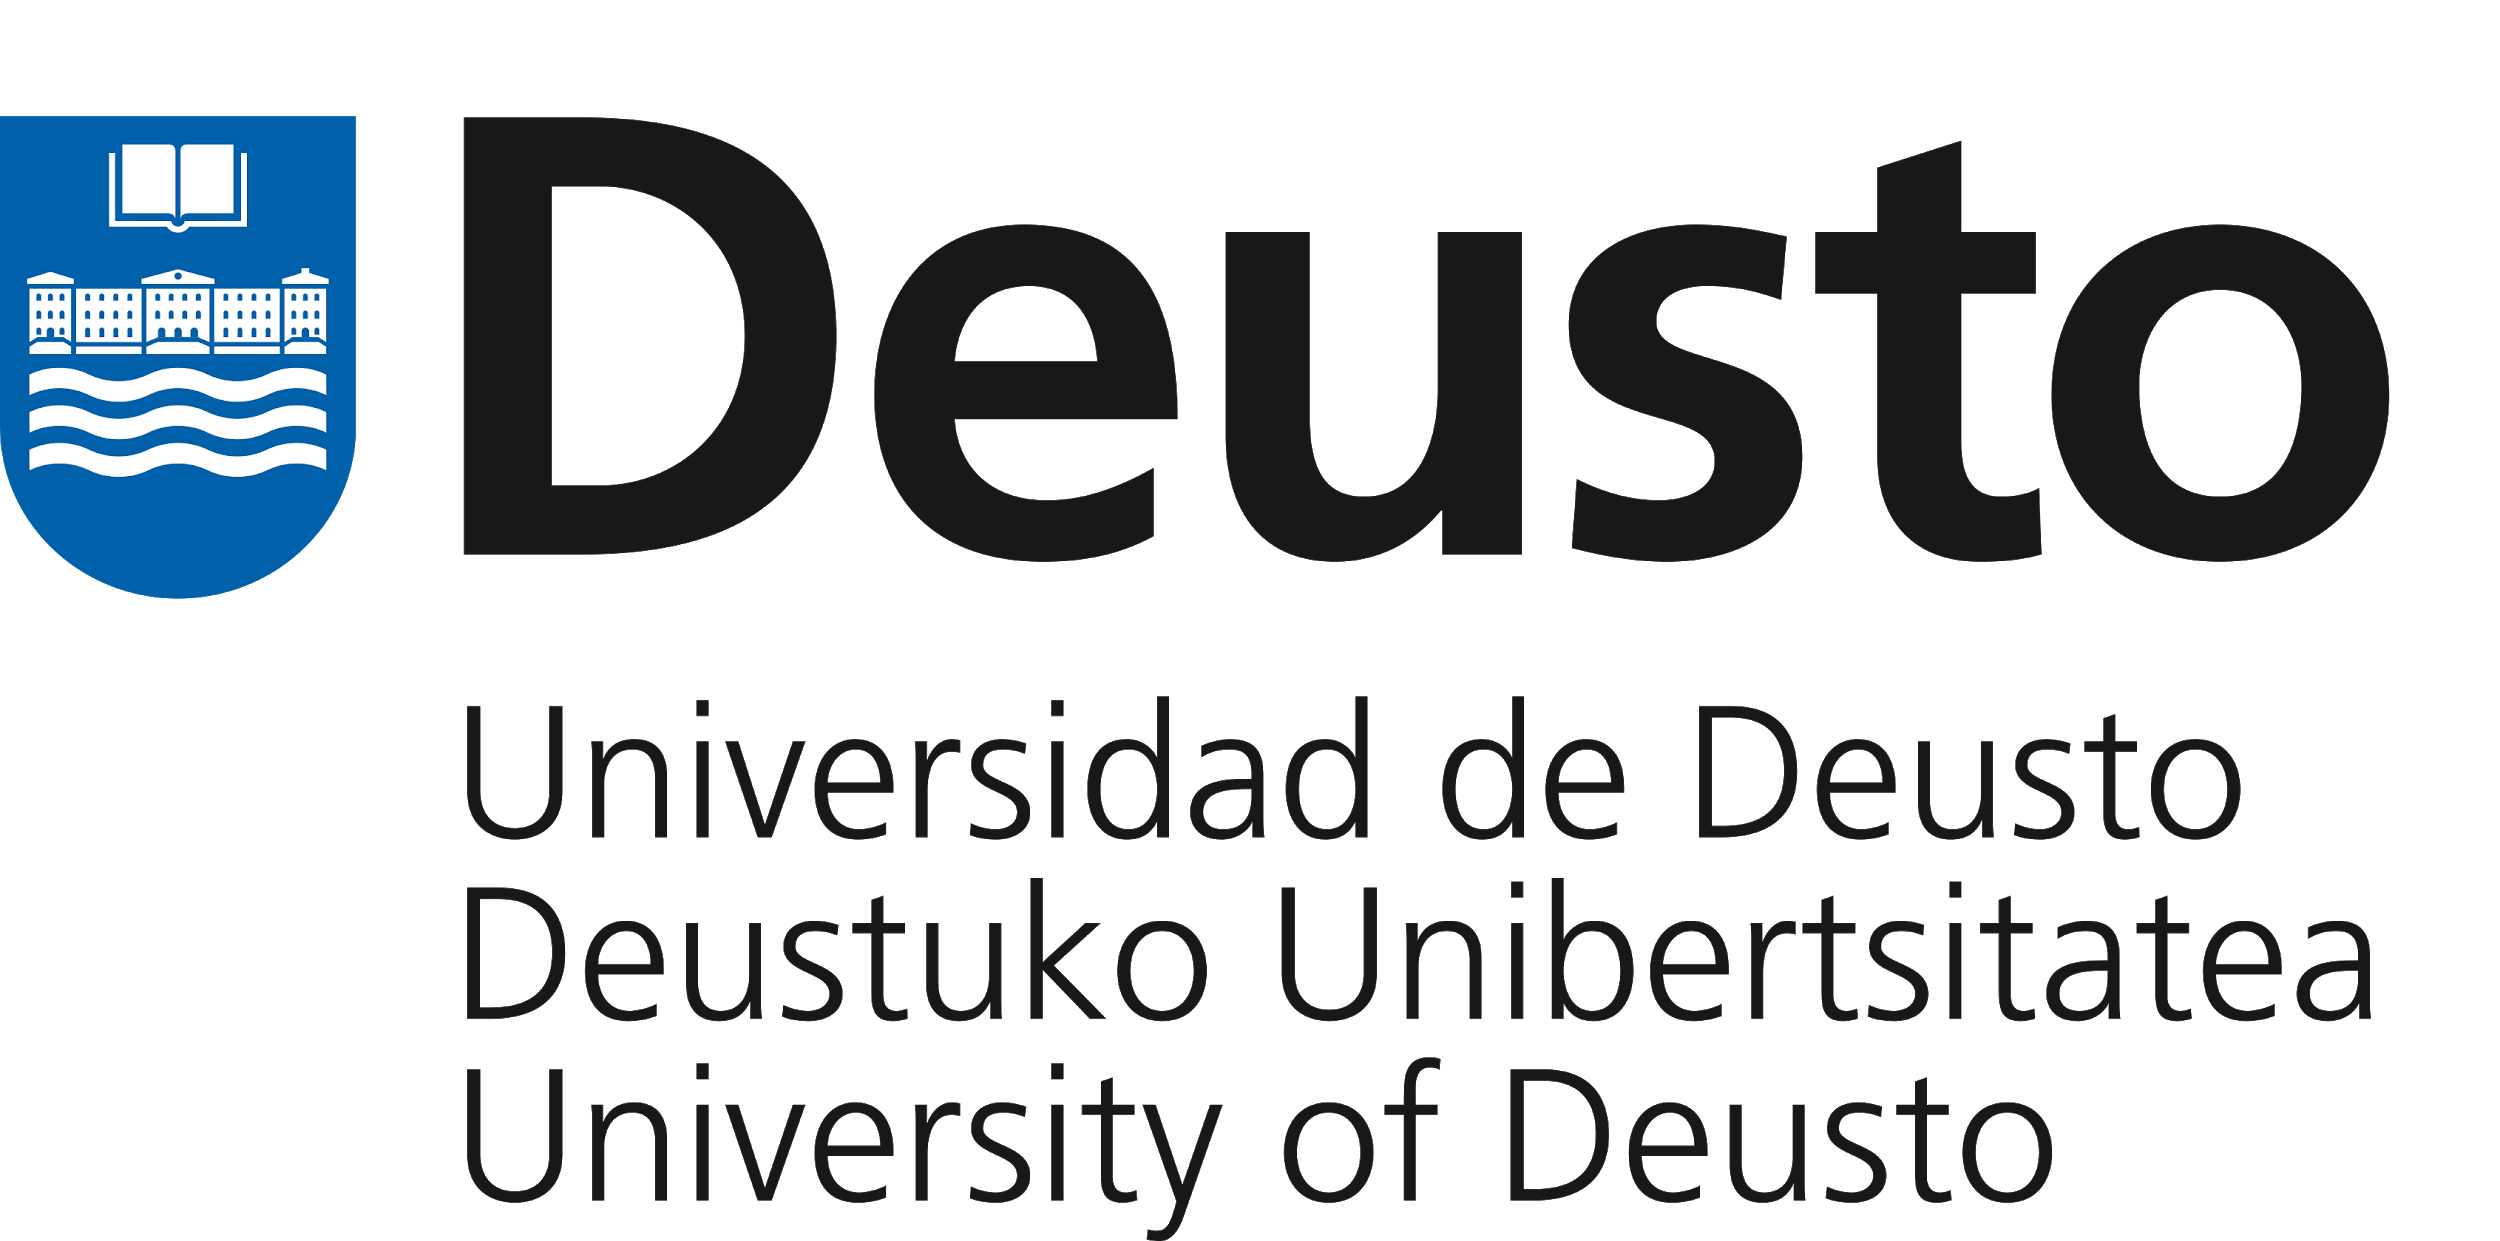 Deusto
Universidad de Deusto
Deustuko Unibertsitatea
University of Deusto